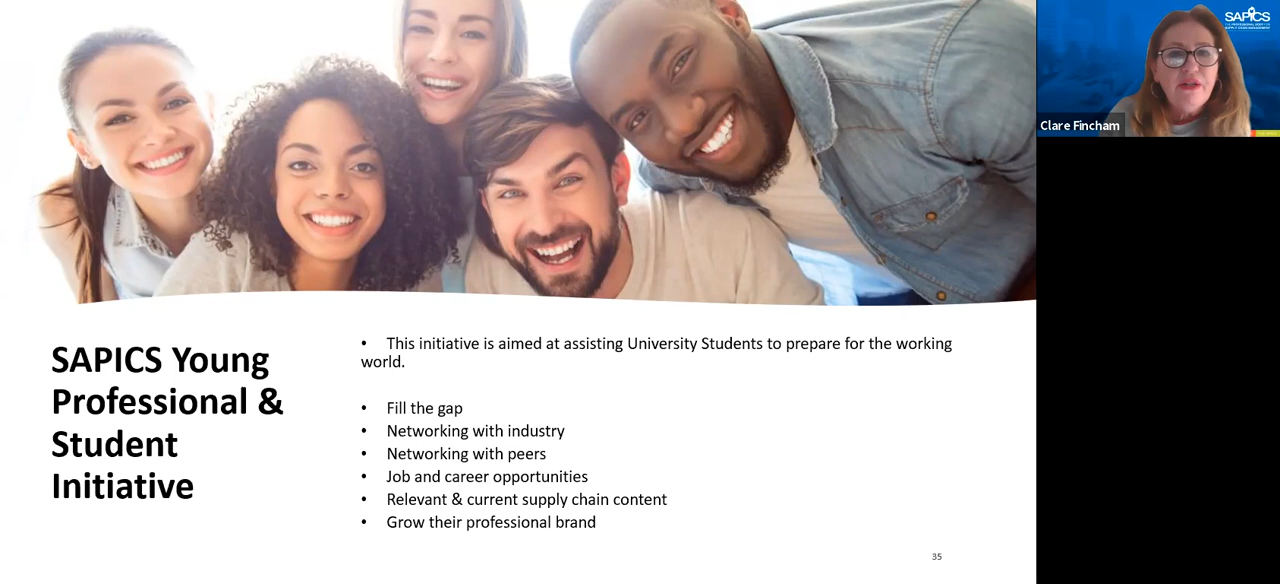 SAPICS
Clare Fincham
SAPICS Young
Professional &
Student
Initiative
• This initiative is aimed at assisting University Students to prepare for the working
world.
• Fill the gap
• Networking with industry
• Networking with peers
• Job and career opportunities
• Relevant & current supply chain content
• Grow their professional brand
35